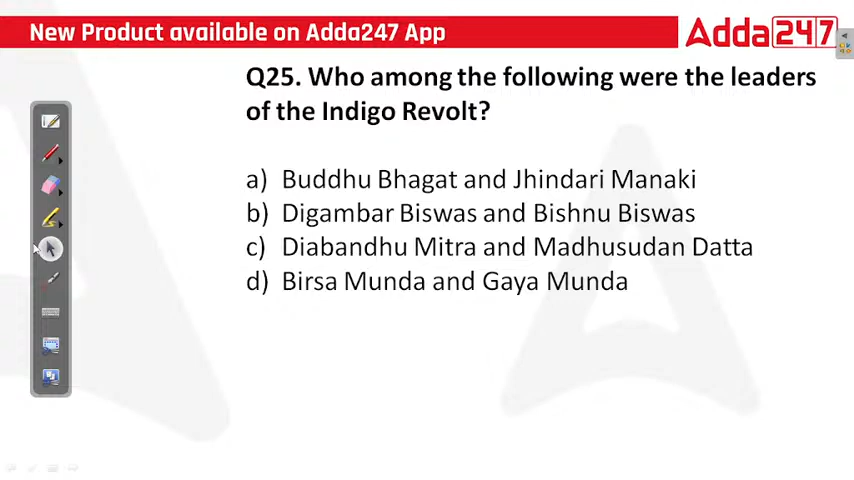 New Product available on Adda247 App
Adda247
Q25. Who among the following were the leaders
of the Indigo Revolt?
a) Buddhu Bhagat and Jhindari Manaki
b) Digambar Biswas and Bishnu Biswas
c) Diabandhu Mitra and Madhusudan Datta
d) Birsa Munda and Gaya Munda